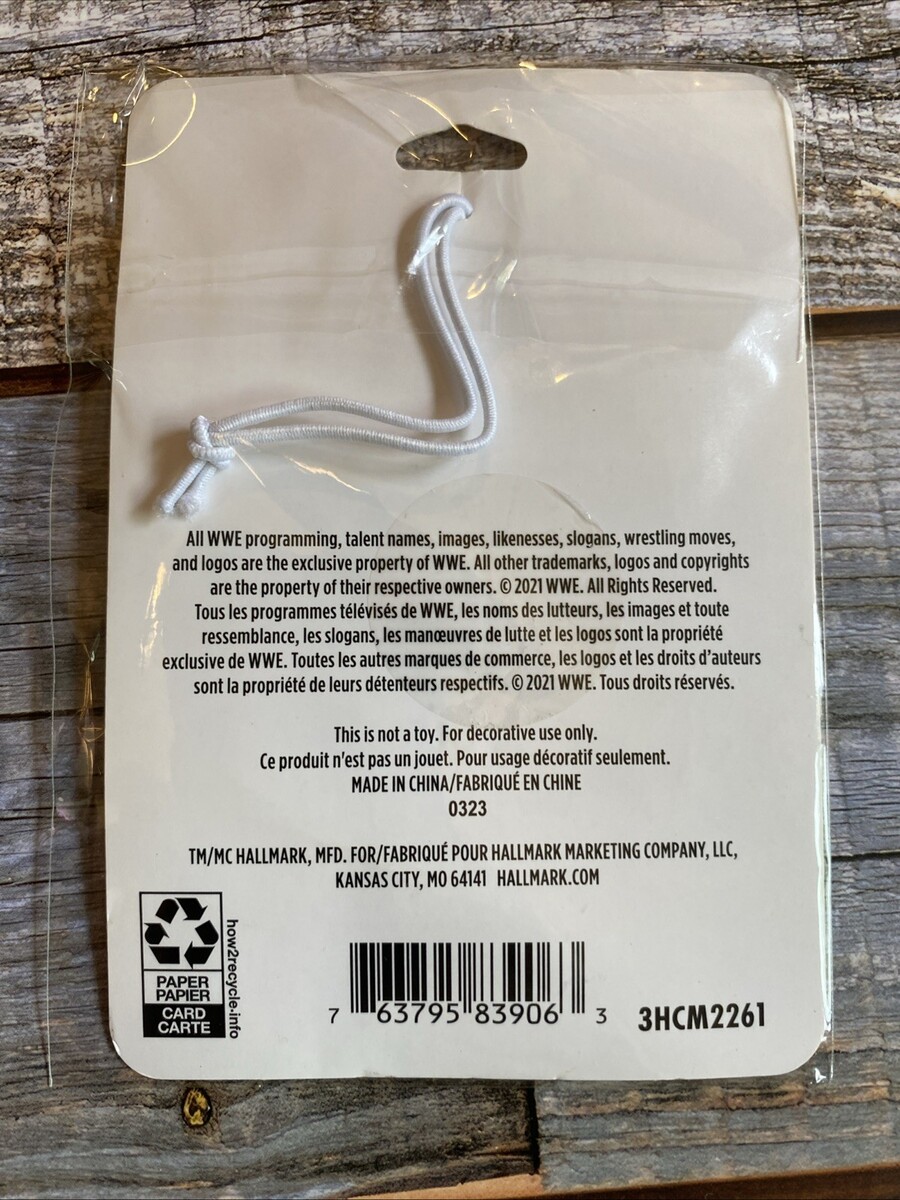 All WWE programming, talent names, images, likenesses, slogans, wrestling moves,
and logos are the exclusive property of WWE. All other trademarks, logos and copyrights
are the property of their respective owners. © 2021 WWE. All Rights Reserved.
Tous les programmes télévisés de WWE, les noms des lutteurs, les images et toute
ressemblance, les slogans, les manœuvres de lutte et les logos sont la propriété
exclusive de WWE. Toutes les autres marques de commerce, les logos et les droits d'auteurs
sont la propriété de leurs détenteurs respectifs. © 2021 WWE. Tous droits réservés.
This is not a toy. For decorative use only.
Ce produit n'est pas un jouet. Pour usage décoratif seulement.
MADE IN CHINA/FABRIQUÉ EN CHINE
0323
TM/MC HALLMARK, MFD. FOR/FABRIQUÉ POUR HALLMARK MARKETING COMPANY, LLC,
KANSAS CITY, MO 64141 HALLMARK.COM
PAPER
PAPIER
CARD
CARTE
how2recycle.info
7 63795 83906 3
3HCM2261